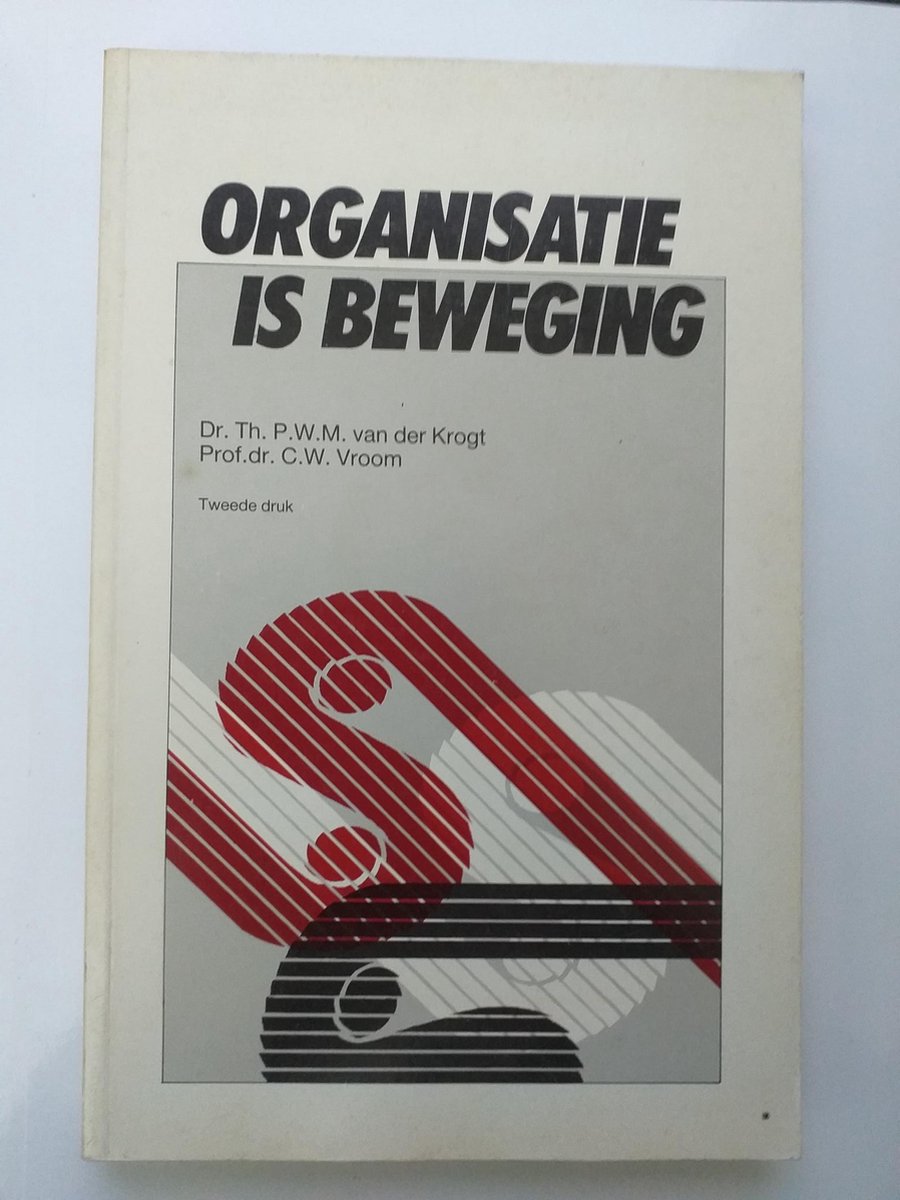 ORGANISATIE
IS BEWEGING
Dr. Th. P.W.M. van der Krogt
Prof.dr. C.W. Vroom
Tweede druk